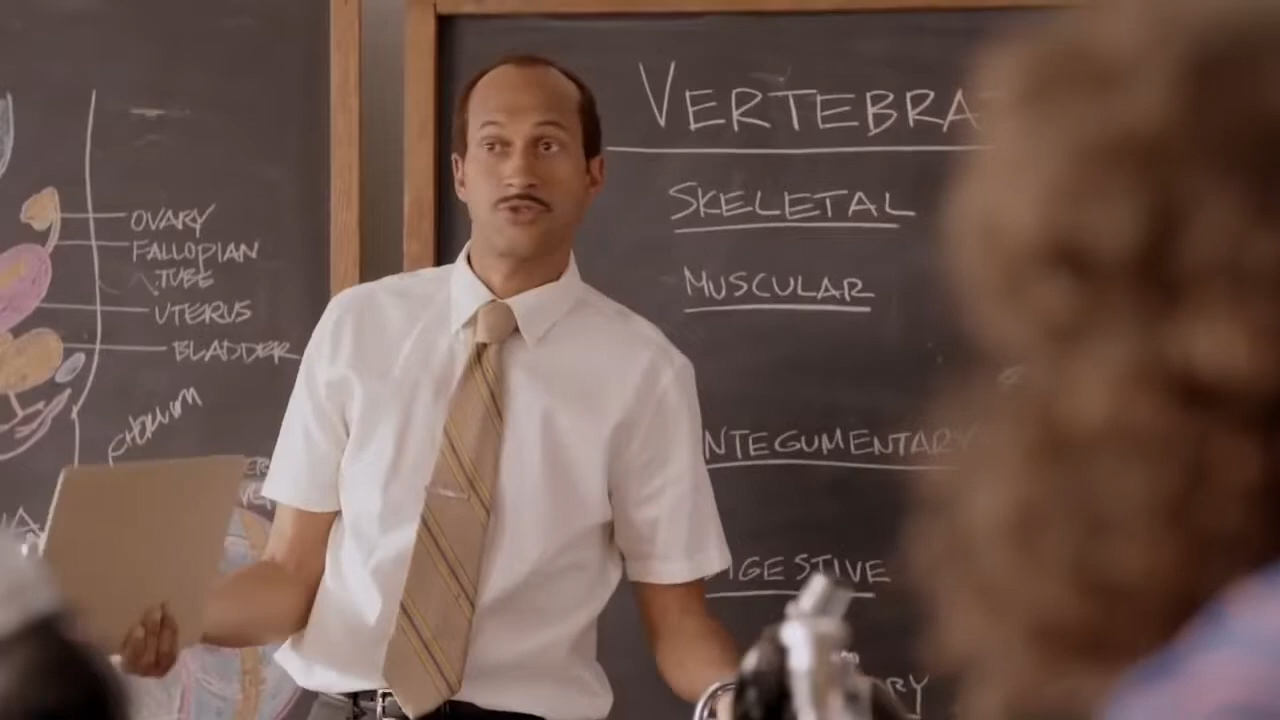 OVARY
FALLOPIAN
TUBE
UTERUS
BLADDER
VERTEBRA
SKELETAL
MUSCULAR
NTEGUMENTARY
IGESTIVE
RY